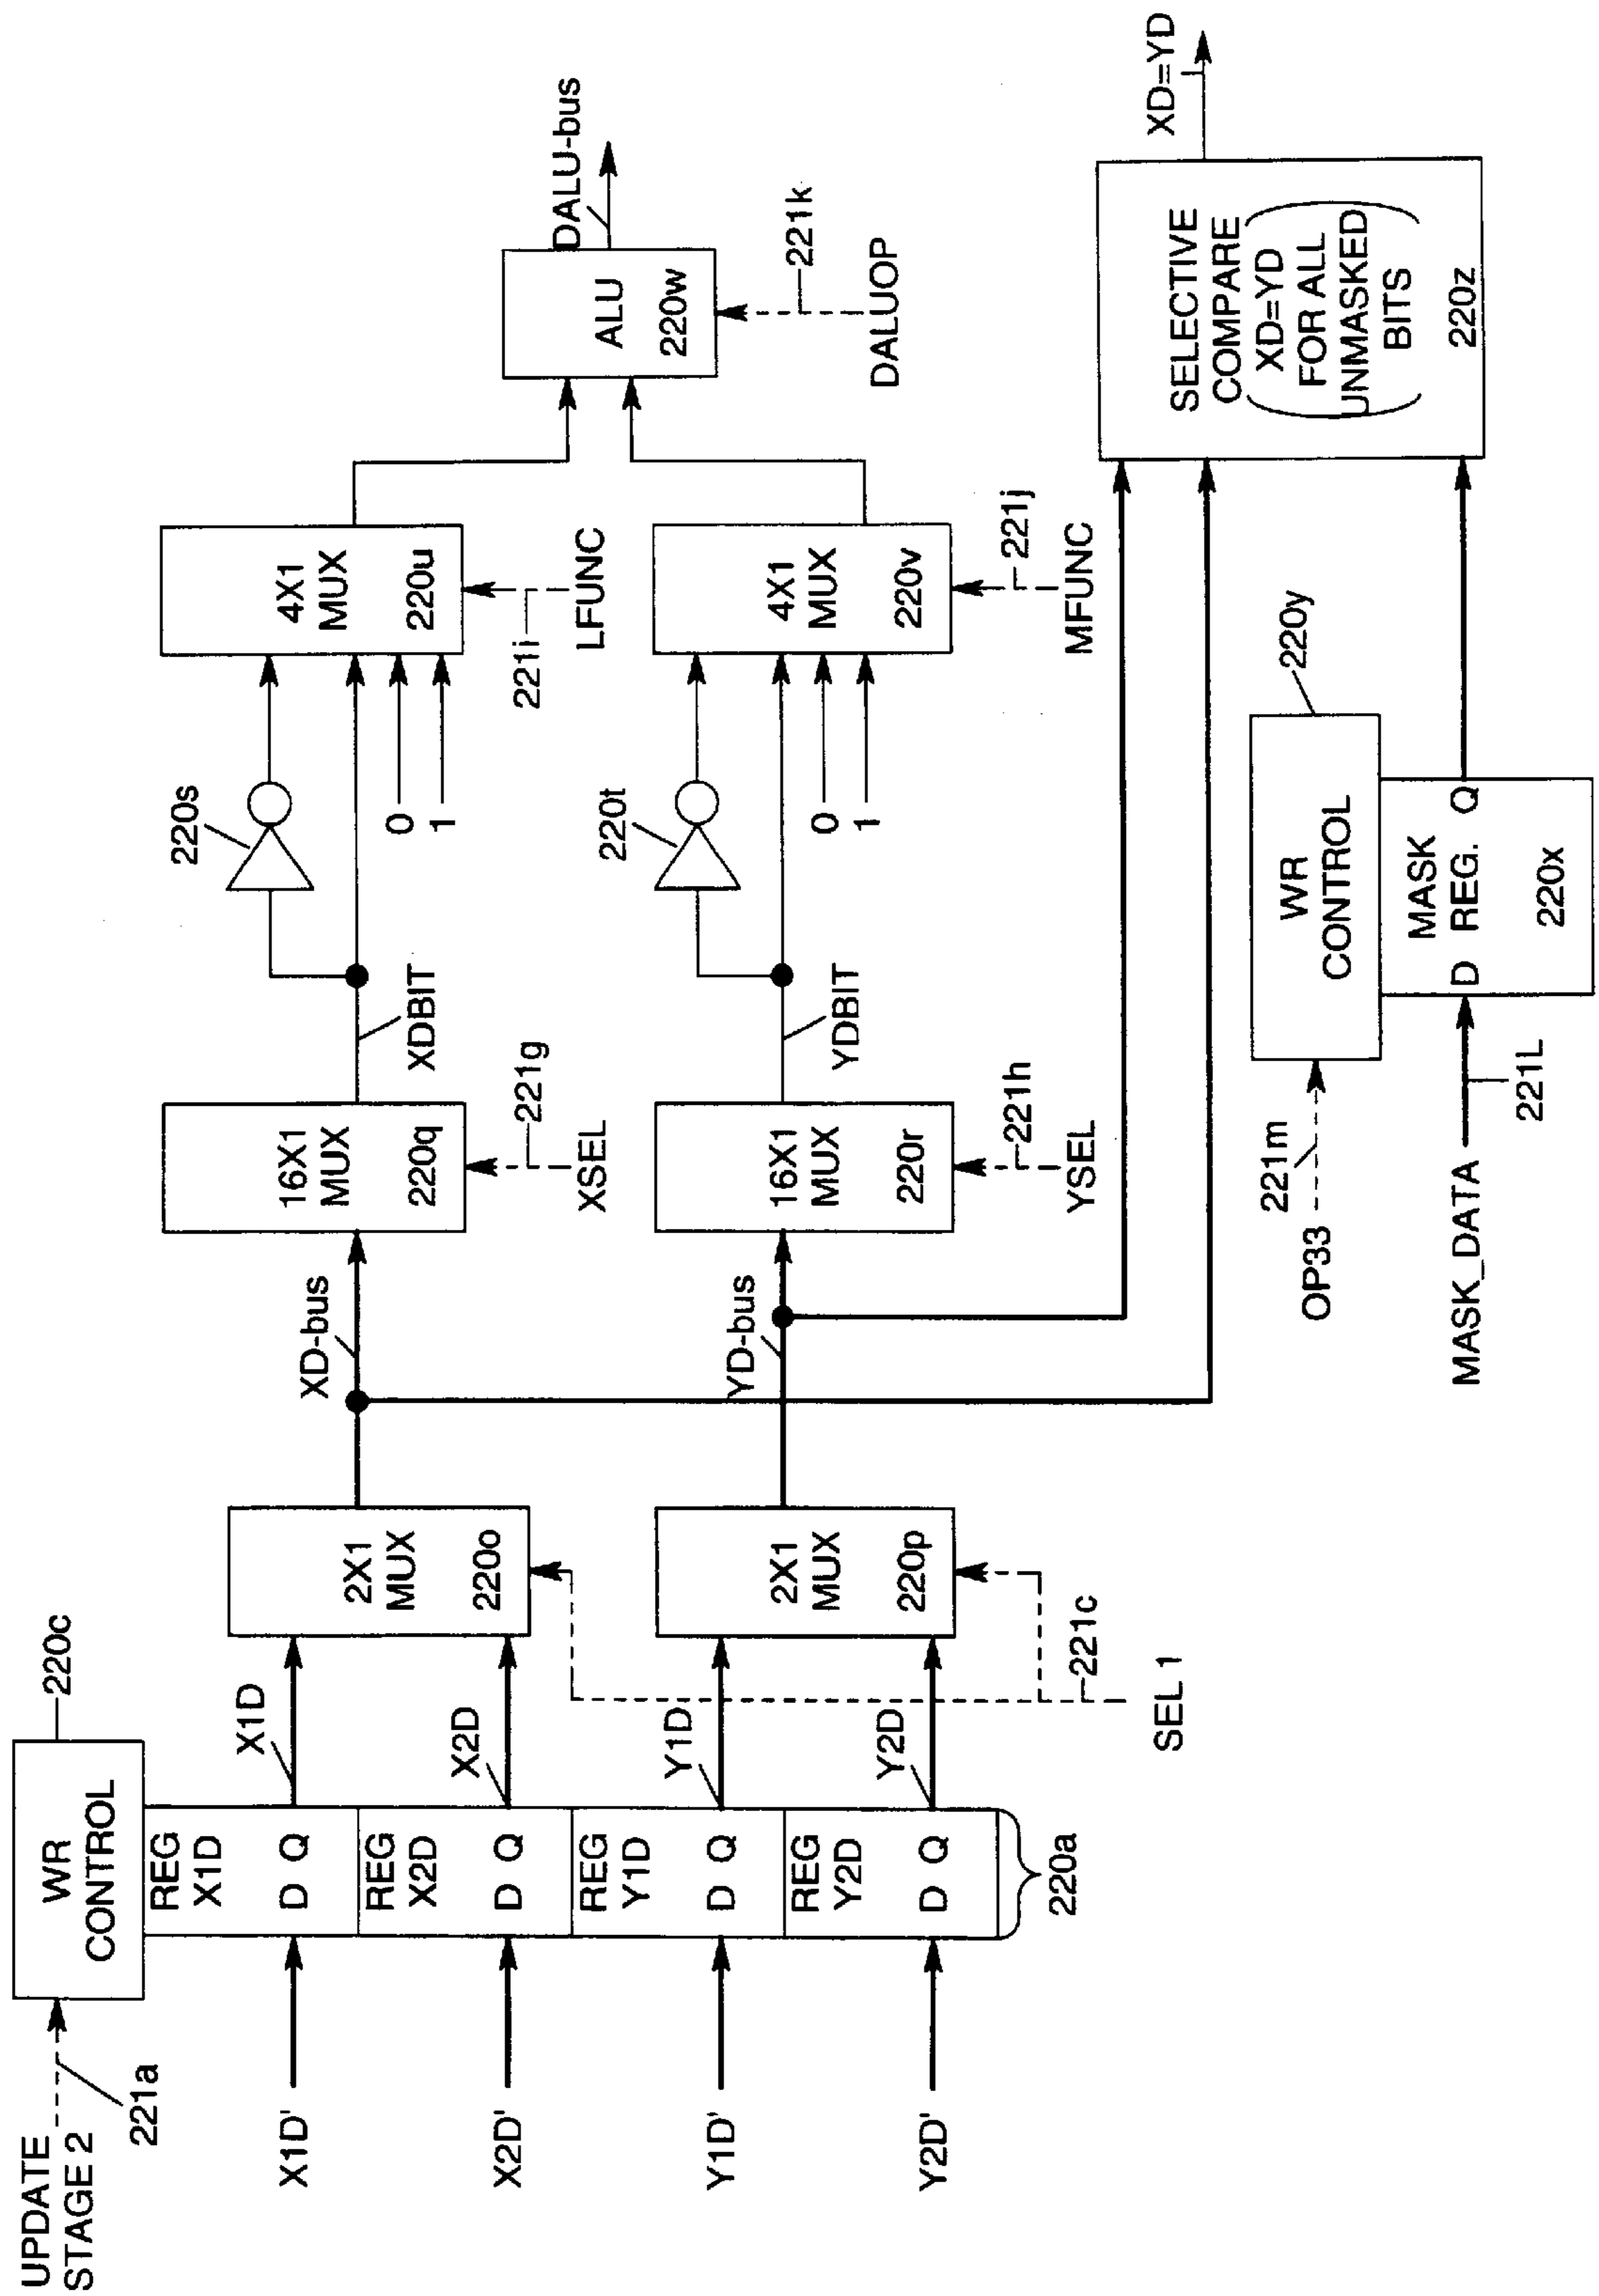 UPDATE
STAGE 2
221a
WR
CONTROL
220c
X1D'
REG
X1D
D Q
X1D
X2D'
REG
X2D
D Q
X2D
Y1D'
REG
Y1D
D Q
Y1D
Y2D'
REG
Y2D
D Q
Y2D
220a
2X1
MUX
220o
2X1
MUX
220p
221c
SEL1
XD-bus
YD-bus
16X1
MUX
220q
221g
XSEL
16X1
MUX
220r
221h
YSEL
XDBIT
YDBIT
220s
0
1
220t
0
1
4X1
MUX
220u
221i
LFUNC
4X1
MUX
220v
221j
MFUNC
ALU
220w
DALU-bus
221k
DALUOP
OP33
221m
WR
CONTROL
220y
MASK_DATA
221L
MASK
D REG. Q
220x
SELECTIVE
COMPARE
XD=YD
FOR ALL
UNMASKED
BITS
220z
XD=YD